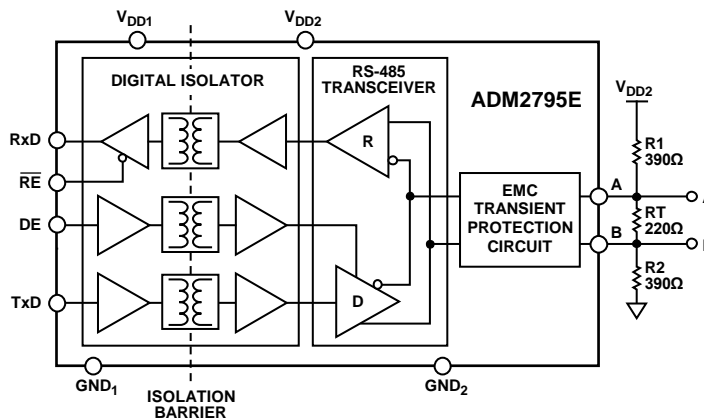 VDD1
VDD2
DIGITAL ISOLATOR
RS-485
TRANSCEIVER
ADM2795E
VDD2
RxD
R
R1
390Ω
RE
DE
EMC
TRANSIENT
PROTECTION
CIRCUIT
A
RT
220Ω
B
TxD
D
R2
390Ω
GND1
GND2
ISOLATION
BARRIER